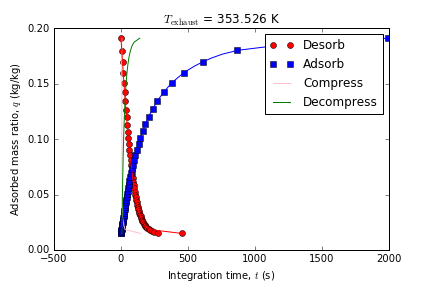 T_exhaust = 353.526 K
Adsorbed mass ratio, q (kg/kg)
0.20
0.15
0.10
0.05
0.00
Desorb
Adsorb
Compress
Decompress
−500 0 500 1000 1500 2000
Integration time, t (s)